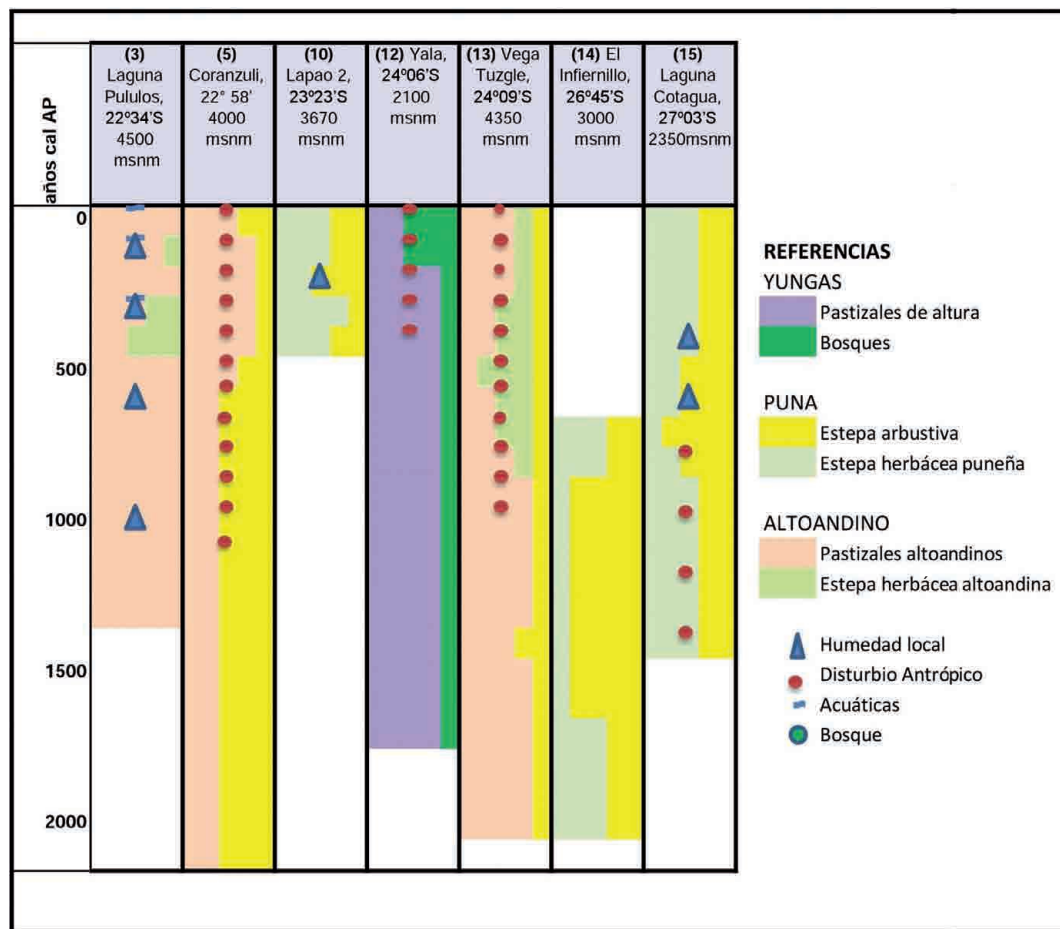 años cal AP
(3)
Laguna
Pululos,
22º34'S
4500
msnm
(5)
Coranzuli,
22° 58'
4000
msnm
(10)
Lapao 2,
23º23'S
3670
msnm
(12) Yala,
24º06'S
2100
msnm
(13) Vega
Tuzgle,
24º09'S
4350
msnm
(14) El
Infiernillo,
26º45'S
3000
msnm
(15)
Laguna
Cotagua,
27º03'S
2350msnm
0
500
1000
1500
2000
REFERENCIAS
YUNGAS
Pastizales de altura
Bosques
PUNA
Estepa arbustiva
Estepa herbácea puneña
ALTOANDINO
Pastizales altoandinos
Estepa herbácea altoandina
Humedad local
Disturbio Antrópico
Acuáticas
Bosque